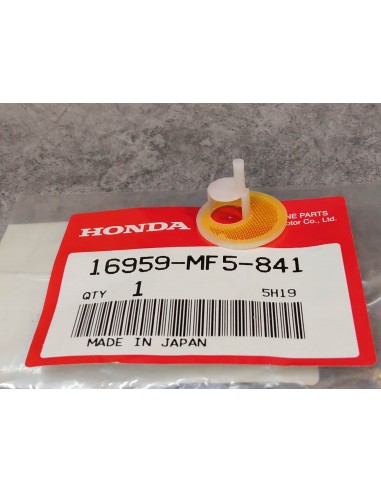 NE PARTS
HONDA
otor Co., Ltd.
16959-MF5-841
QTY 1 5H19
MADE IN JAPAN